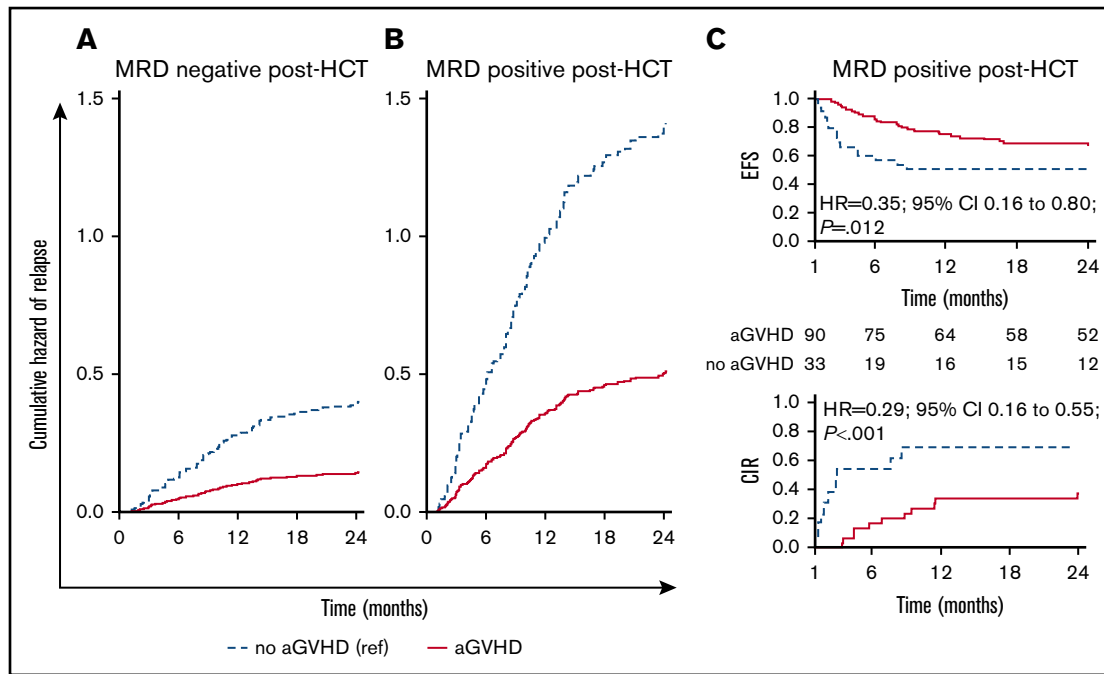 A
MRD negative post-HCT
B
MRD positive post-HCT
C
MRD positive post-HCT
Cumulative hazard of relapse
1.5
1.0
0.5
0.0
0 6 12 18 24
1.5
1.0
0.5
0.0
0 6 12 18 24
Time (months)
no aGVHD (ref) aGVHD
EFS
1.0
0.8
0.6
0.4
0.2
0.0
HR=0.35; 95% CI 0.16 to 0.80;
P=.012
1 6 12 18 24
Time (months)
aGVHD 90 75 64 58 52
no aGVHD 33 19 16 15 12
CIR
1.0
0.8
0.6
0.4
0.2
0.0
HR=0.29; 95% CI 0.16 to 0.55;
P<.001
1 6 12 18 24
Time (months)